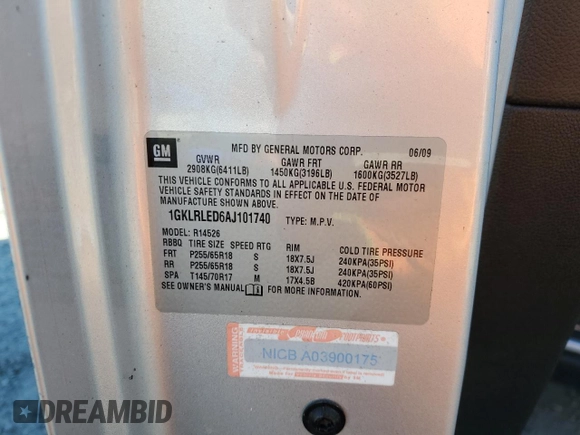 GM
MFD BY GENERAL MOTORS CORP. 06/09
GVWR GAWR FRT GAWR RR
2908KG(6411LB) 1450KG(3196LB) 1600KG(3527LB)
THIS VEHICLE CONFORMS TO ALL APPLICABLE U.S. FEDERAL MOTOR
VEHICLE SAFETY STANDARDS IN EFFECT ON THE DATE OF
MANUFACTURE SHOWN ABOVE.
1GKLRLED6AJ101740 TYPE: M.P.V.
MODEL: R14526
RBBQ TIRE SIZE SPEED RTG RIM COLD TIRE PRESSURE
FRT P255/65R18 S 18X7.5J 240KPA(35PSI)
RR P255/65R18 S 18X7.5J 240KPA(35PSI)
SPA T145/70R17 M 17X4.5B 420KPA(60PSI)
SEE OWNER'S MANUAL FOR MORE INFORMATION.
WARNING
NICB A03900175
DREAMBID